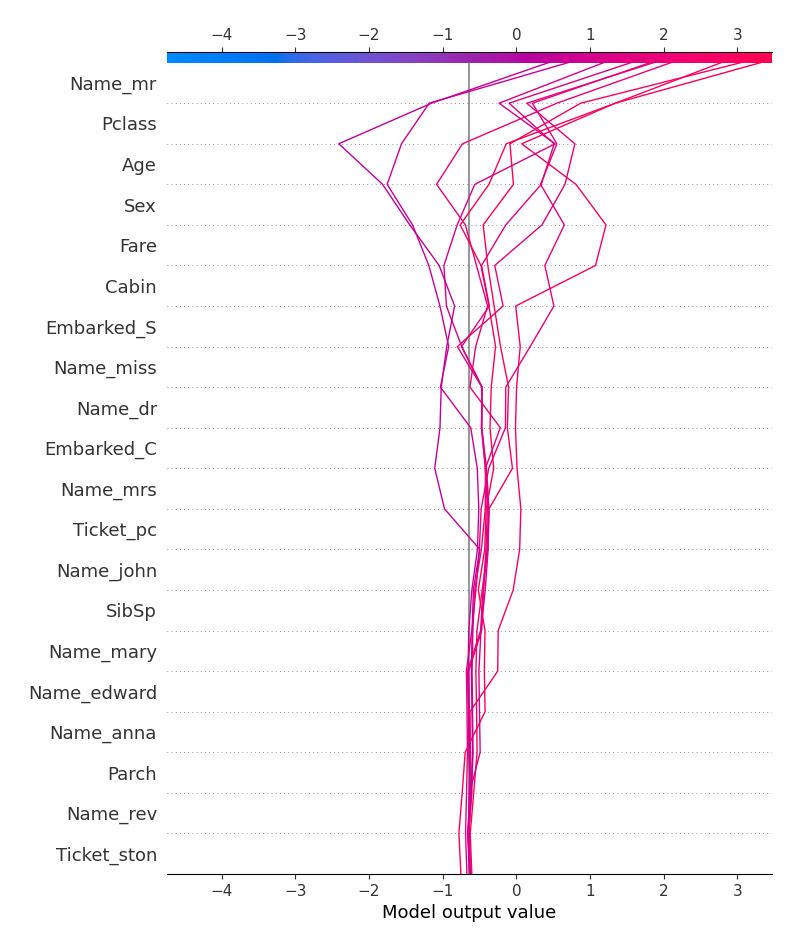 −4 −3 −2 −1 0 1 2 3
Name_mr
Pclass
Age
Sex
Fare
Cabin
Embarked_S
Name_miss
Name_dr
Embarked_C
Name_mrs
Ticket_pc
Name_john
SibSp
Name_mary
Name_edward
Name_anna
Parch
Name_rev
Ticket_ston
−4 −3 −2 −1 0 1 2 3
Model output value